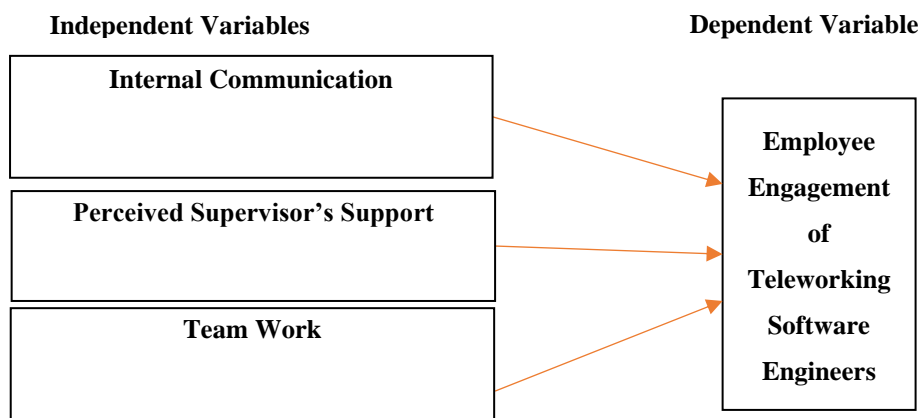 Independent Variables
Dependent Variable
Internal Communication
Perceived Supervisor’s Support
Team Work
Employee
Engagement
of
Teleworking
Software
Engineers